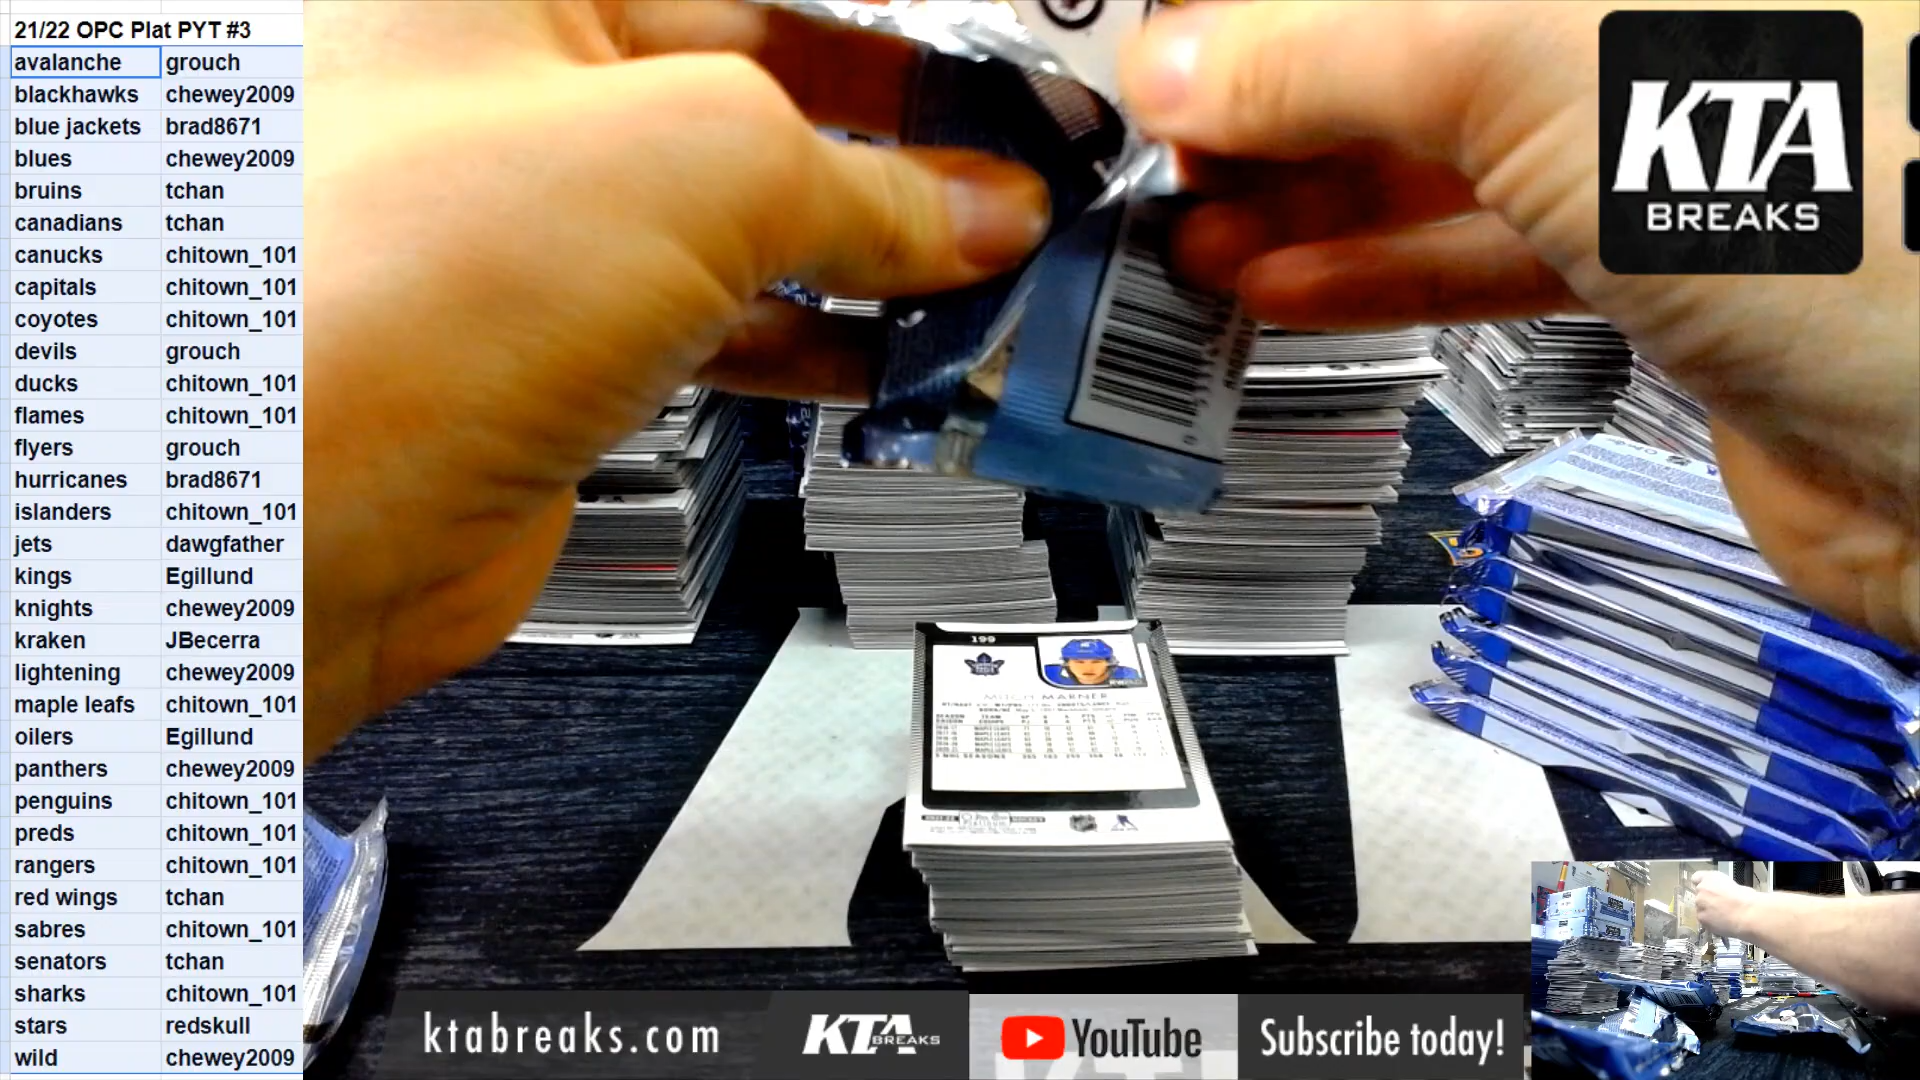 21/22 OPC Plat PYT #3
avalanche grouch
blackhawks chewey2009
blue jackets brad8671
blues chewey2009
bruins tchan
canadians tchan
canucks chitown_101
capitals chitown_101
coyotes chitown_101
devils grouch
ducks chitown_101
flames chitown_101
flyers grouch
hurricanes brad8671
islanders chitown_101
jets dawgfather
kings Egillund
knights chewey2009
kraken JBecerra
lightening chewey2009
maple leafs chitown_101
oilers Egillund
panthers chewey2009
penguins chitown_101
preds chitown_101
rangers chitown_101
red wings tchan
sabres chitown_101
senators tchan
sharks chitown_101
stars redskull
wild chewey2009
KTA
BREAKS
199
MITCH MARNER
ktabreaks.com
KTA BREAKS
YouTube
Subscribe today!